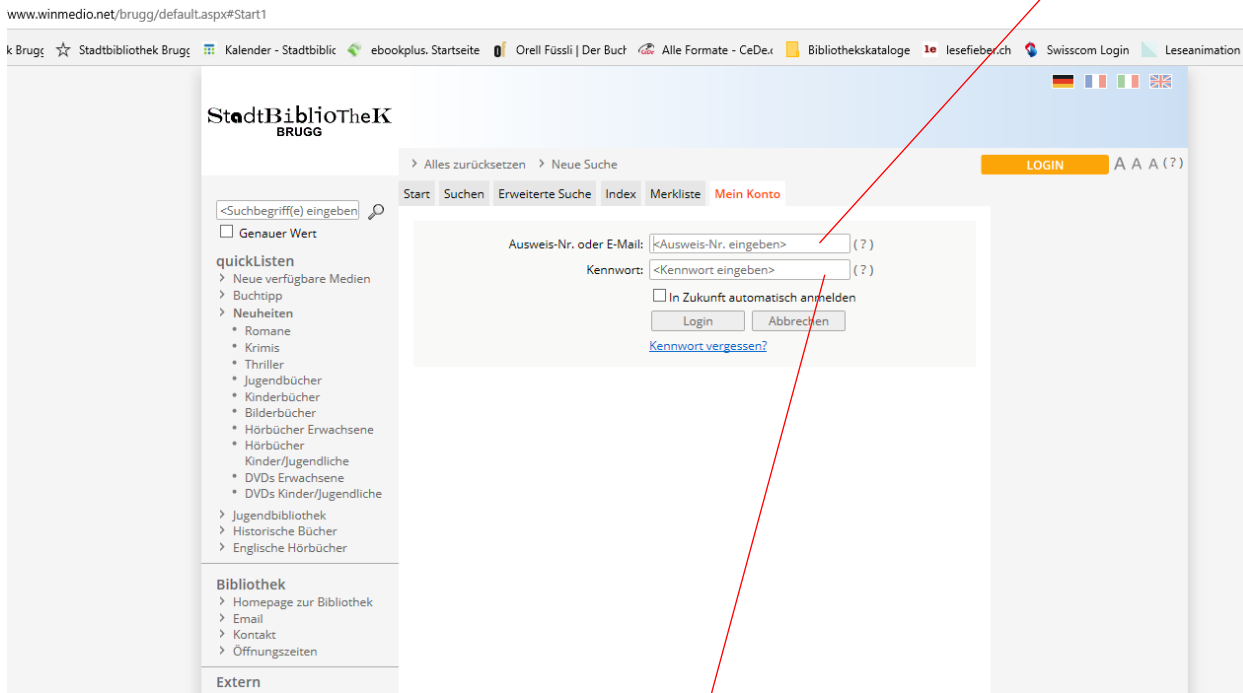 www.winmedio.net/brugg/default.aspx#Start1
k Brugg Stadtbibliothek Brugg Kalender - Stadtbiblic ebookplus. Startseite Orell Füssli | Der Buch Alle Formate - CeDe.c Bibliothekskataloge 1e lesefieber.ch Swisscom Login Leseanimation
StadtBiblioTheK
BRUGG
> Alles zurücksetzen > Neue Suche
LOGIN A A A (?)
Start Suchen Erweiterte Suche Index Merkliste Mein Konto
<Suchbegriff(e) eingeben
Genauer Wert
quickListen
> Neue verfügbare Medien
> Buchtipp
> Neuheiten
• Romane
• Krimis
• Thriller
• Jugendbücher
• Kinderbücher
• Bilderbücher
• Hörbücher Erwachsene
• Hörbücher
Kinder/Jugendliche
• DVDs Erwachsene
• DVDs Kinder/Jugendliche
> Jugendbibliothek
> Historische Bücher
> Englische Hörbücher
Bibliothek
> Homepage zur Bibliothek
> Email
> Kontakt
> Öffnungszeiten
Extern
Ausweis-Nr. oder E-Mail: <Ausweis-Nr. eingeben> (?)
Kennwort: <Kennwort eingeben> (?)
In Zukunft automatisch anmelden
Login Abbrechen
Kennwort vergessen?